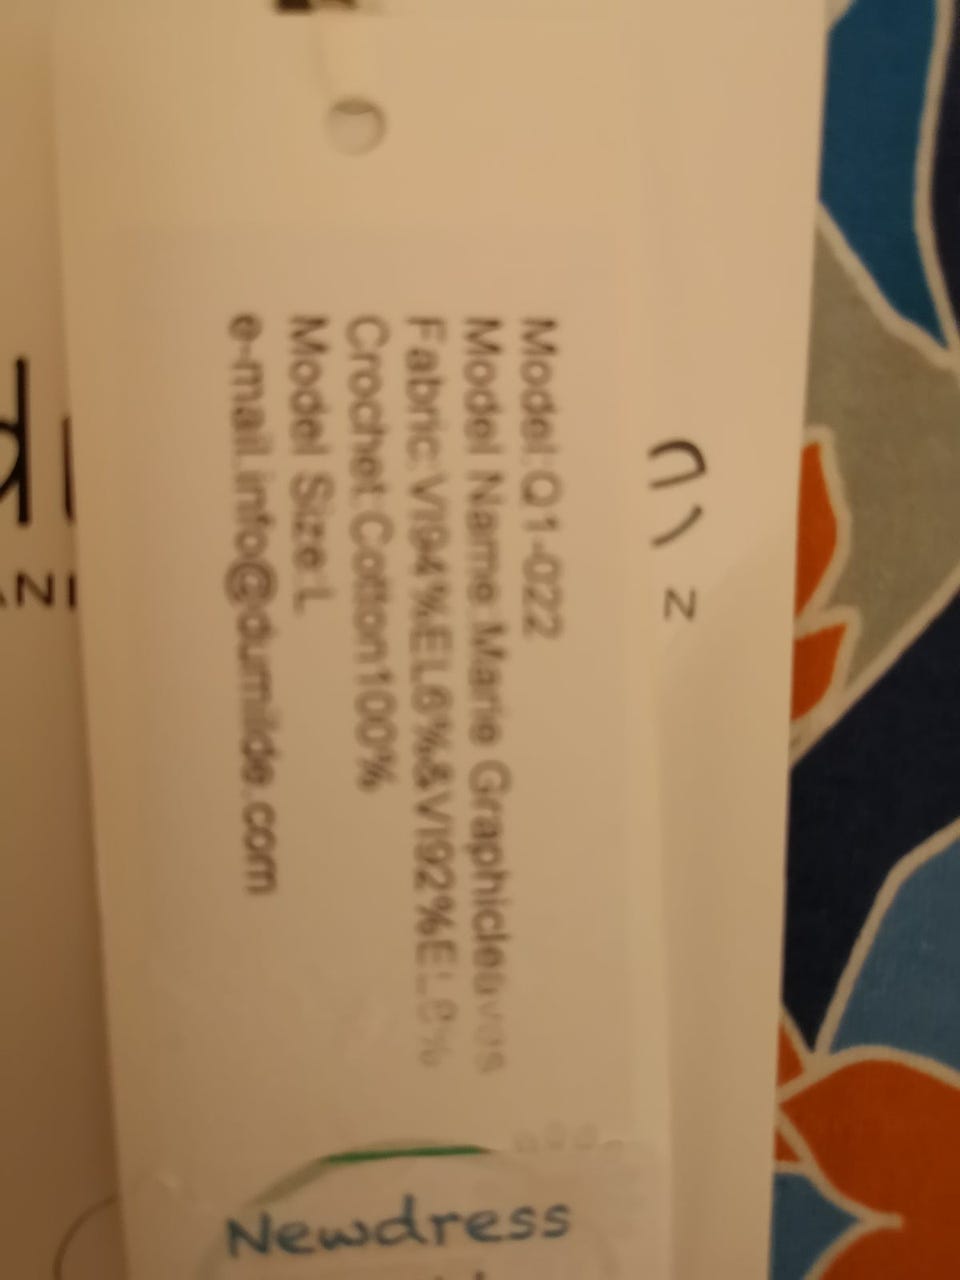 Model:Q1-022
Model Name:Marie Graphicleaves
Fabric:VI94%EL6%&VI92%EL8%
Crochet:Cotton100%
Model Size:L
e-mail.info@dumilde.com
Newdress